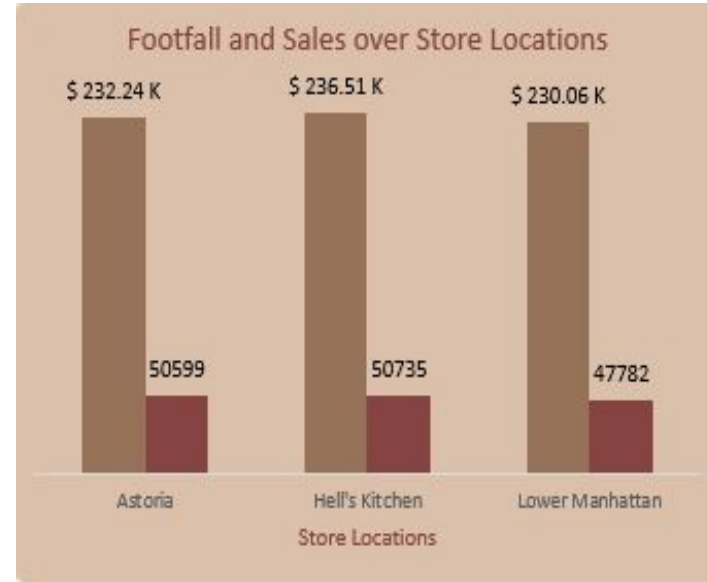 Footfall and Sales over Store Locations
$ 232.24 K
$ 236.51 K
$ 230.06 K
50599
50735
47782
Astoria
Hell's Kitchen
Lower Manhattan
Store Locations